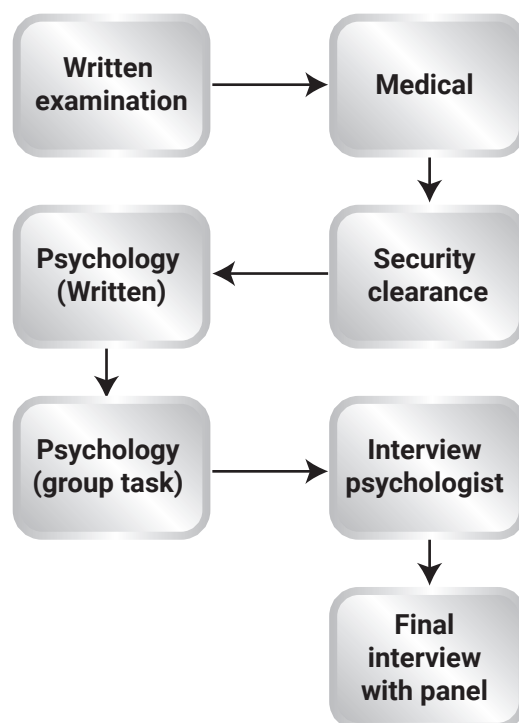 Written
examination
Medical
Security
clearance
Psychology
(Written)
Psychology
(group task)
Interview
psychologist
Final
interview
with panel